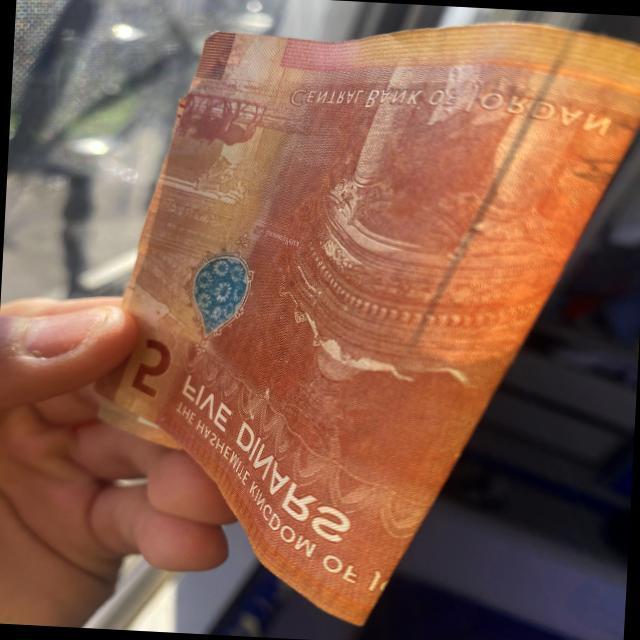 CENTRAL BANK OF JORDAN
5
FIVE DINARS
THE HASHEMITE KINGDOM OF J